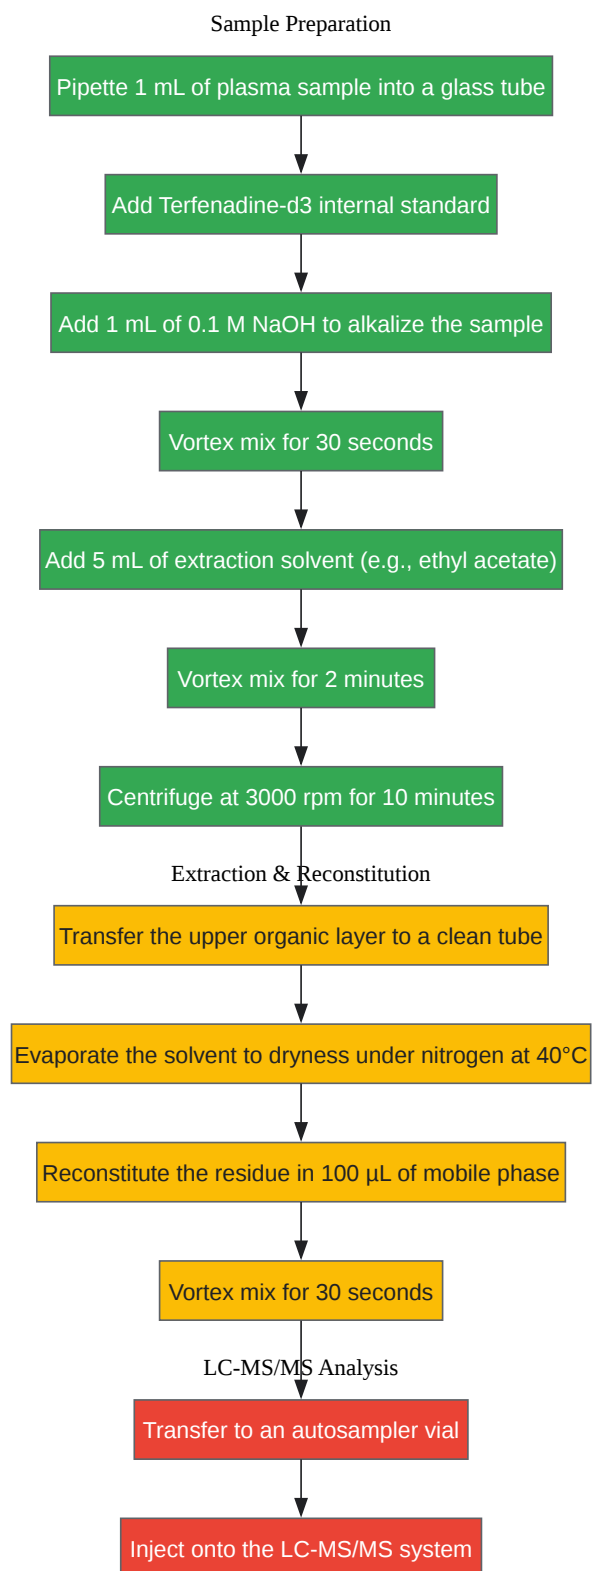 Sample Preparation
Pipette 1 mL of plasma sample into a glass tube
Add Terfenadine-d3 internal standard
Add 1 mL of 0.1 M NaOH to alkalize the sample
Vortex mix for 30 seconds
Add 5 mL of extraction solvent (e.g., ethyl acetate)
Vortex mix for 2 minutes
Centrifuge at 3000 rpm for 10 minutes
Extraction & Reconstitution
Transfer the upper organic layer to a clean tube
Evaporate the solvent to dryness under nitrogen at 40°C
Reconstitute the residue in 100 µL of mobile phase
Vortex mix for 30 seconds
LC-MS/MS Analysis
Transfer to an autosampler vial
Inject onto the LC-MS/MS system